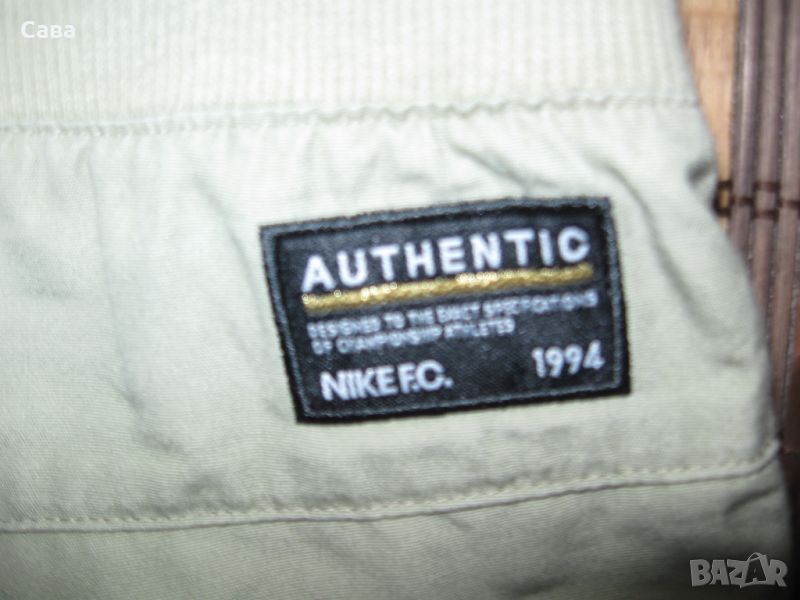 Сава
AUTHENTIC
DESIGNED TO THE EXACT SPECIFICATIONS
OF CHAMPIONSHIP ATHLETES
NIKE F.C. 1994
BAZAR